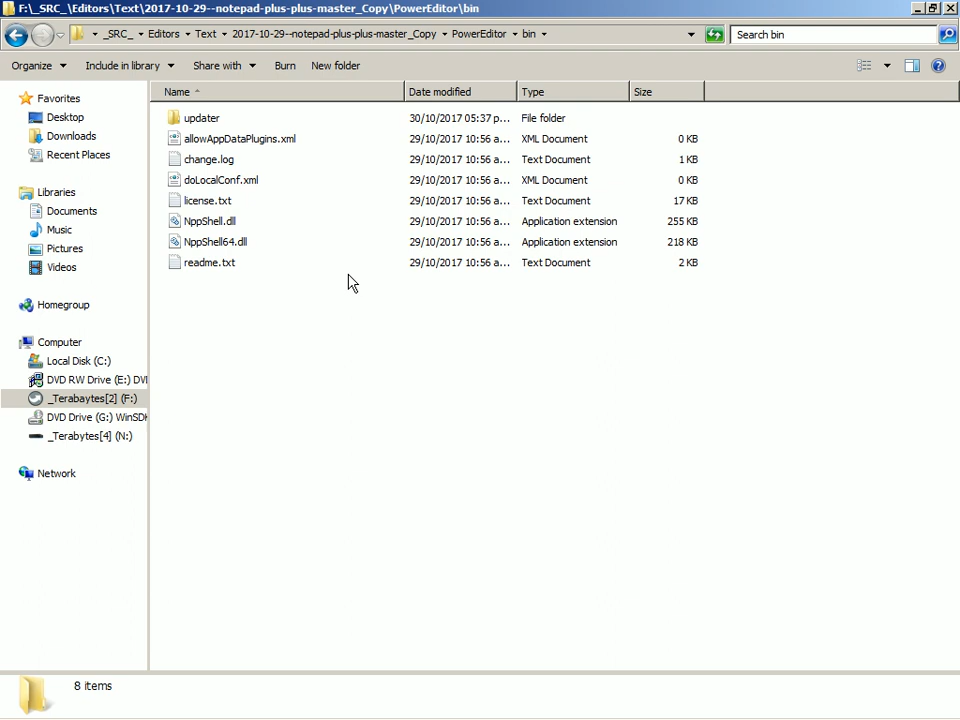 F:\_SRC_\Editors\Text\2017-10-29--notepad-plus-plus-master_Copy\PowerEditor\bin
_SRC_ Editors Text 2017-10-29--notepad-plus-plus-master_Copy PowerEditor bin
Search bin
Organize Include in library Share with Burn New folder
Favorites
Desktop
Downloads
Recent Places
Libraries
Documents
Music
Pictures
Videos
Homegroup
Computer
Local Disk (C:)
DVD RW Drive (E:) DVI
_Terabaytes[2] (F:)
DVD Drive (G:) WinSDK
_Terabytes[4] (N:)
Network
Name Date modified Type Size
updater 30/10/2017 05:37 p... File folder
allowAppDataPlugins.xml 29/10/2017 10:56 a... XML Document 0 KB
change.log 29/10/2017 10:56 a... Text Document 1 KB
doLocalConf.xml 29/10/2017 10:56 a... XML Document 0 KB
license.txt 29/10/2017 10:56 a... Text Document 17 KB
NppShell.dll 29/10/2017 10:56 a... Application extension 255 KB
NppShell64.dll 29/10/2017 10:56 a... Application extension 218 KB
readme.txt 29/10/2017 10:56 a... Text Document 2 KB
8 items